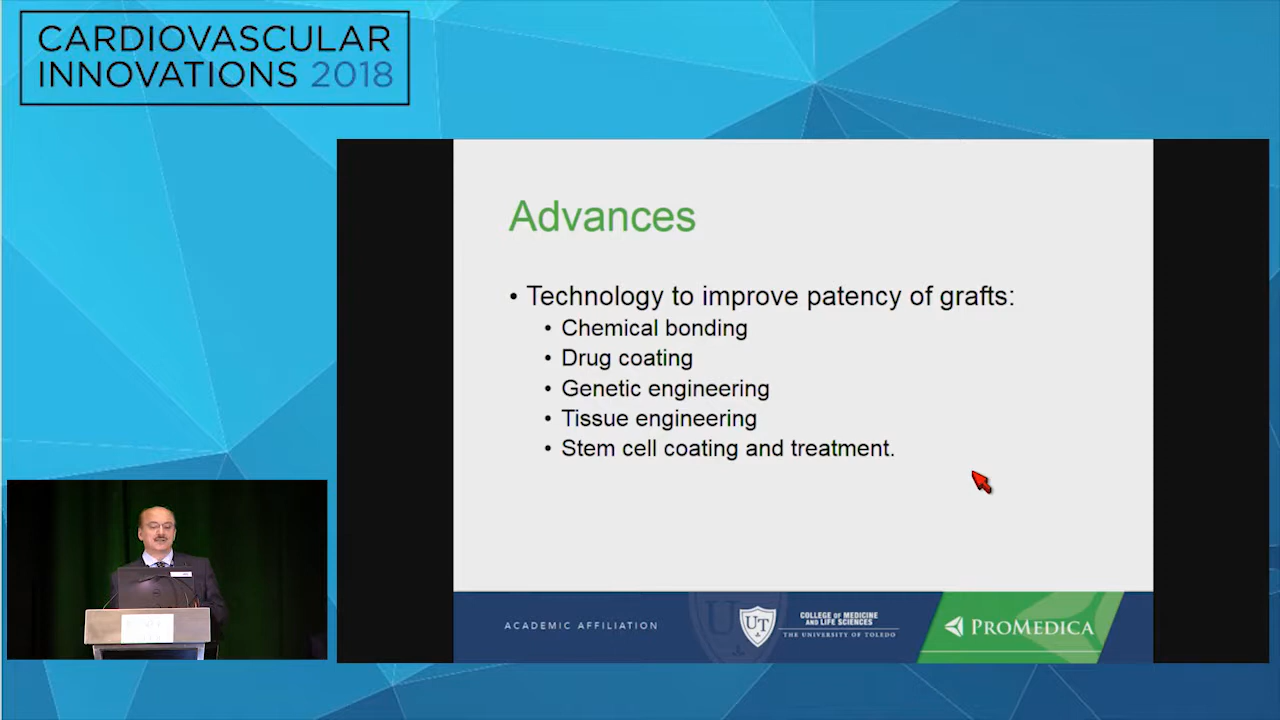 CARDIOVASCULAR
INNOVATIONS 2018
Advances
• Technology to improve patency of grafts:
• Chemical bonding
• Drug coating
• Genetic engineering
• Tissue engineering
• Stem cell coating and treatment.
ACADEMIC AFFILIATION
UT
COLLEGE OF MEDICINE
AND LIFE SCIENCES
THE UNIVERSITY OF TOLEDO
PROMEDICA